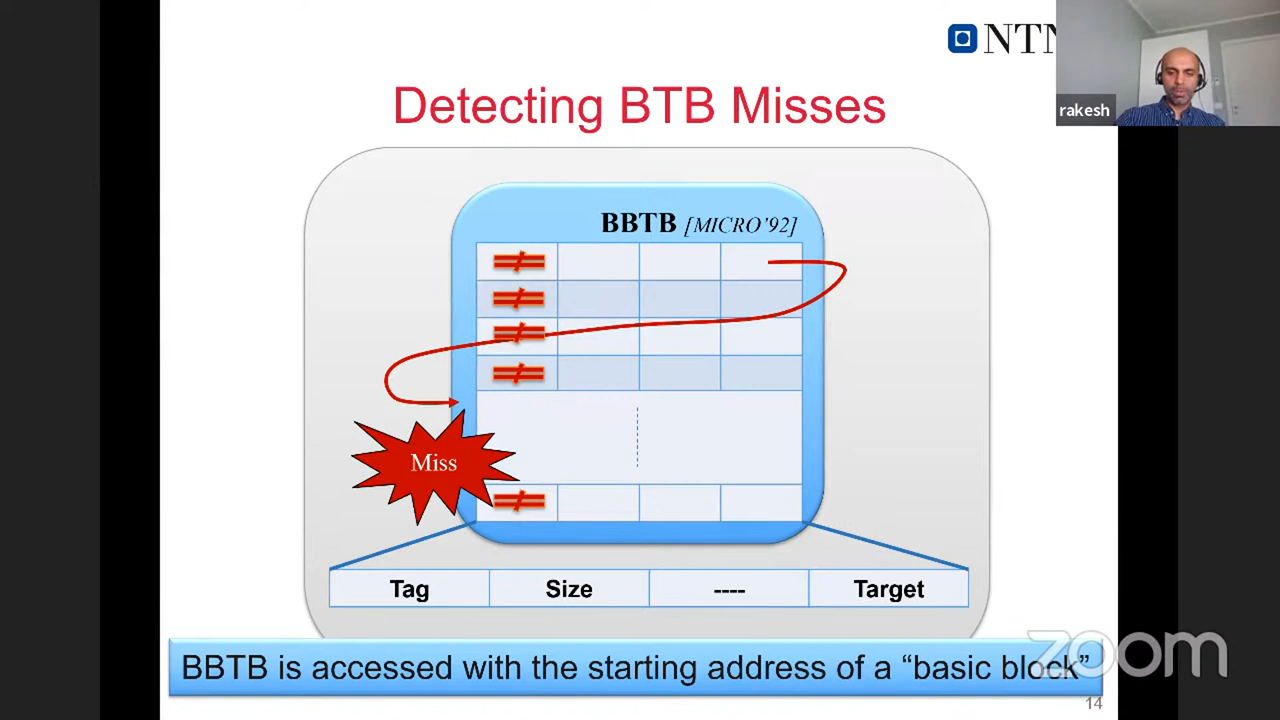 NTN
rakesh
Detecting BTB Misses
BBTB [MICRO'92]
Miss
Tag Size ---- Target
BBTB is accessed with the starting address of a “basic block”
zoom
14